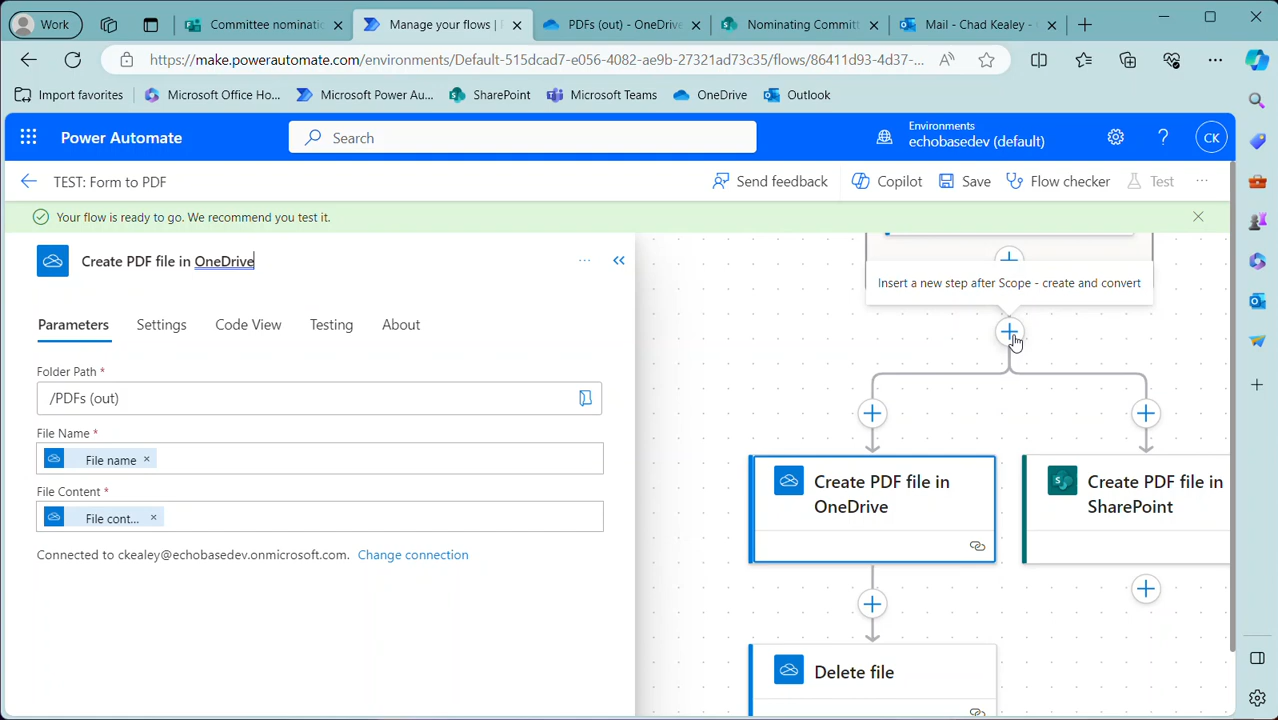 Work
Committee nominati
Manage your flows | P
PDFs (out) - OneDrive
Nominating Committ
Mail - Chad Kealey -
https://make.powerautomate.com/environments/Default-515dcad7-e056-4082-ae9b-27321ad73c35/flows/86411d93-4d37-...
Import favorites
Microsoft Office Ho...
Microsoft Power Au...
SharePoint
Microsoft Teams
OneDrive
Outlook
Power Automate
Search
Environments
echobasedev (default)
CK
TEST: Form to PDF
Send feedback
Copilot
Save
Flow checker
Test
Your flow is ready to go. We recommend you test it.
Create PDF file in OneDrive
Insert a new step after Scope - create and convert
Parameters
Settings
Code View
Testing
About
Folder Path *
/PDFs (out)
File Name *
File name
File Content *
File cont...
Connected to ckealey@echobasedev.onmicrosoft.com. Change connection
Create PDF file in
OneDrive
Create PDF file in
SharePoint
Delete file